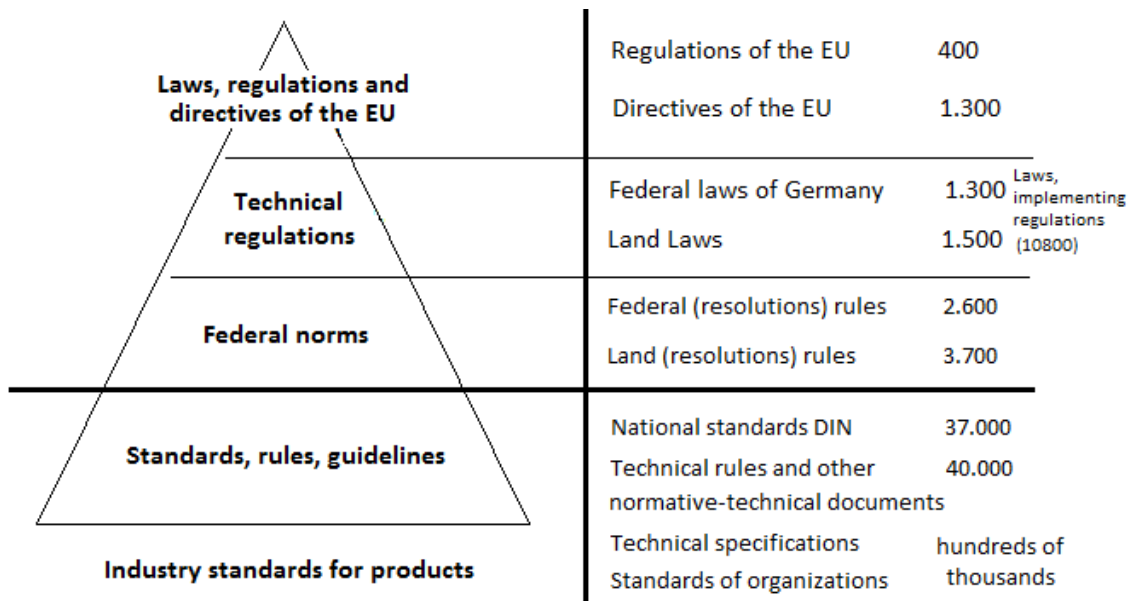 Laws, regulations and
directives of the EU
Regulations of the EU 400
Directives of the EU 1.300
Technical
regulations
Federal laws of Germany 1.300
Land Laws 1.500
Laws,
implementing
regulations
(10800)
Federal norms
Federal (resolutions) rules 2.600
Land (resolutions) rules 3.700
Standards, rules, guidelines
National standards DIN 37.000
Technical rules and other 40.000
normative-technical documents
Industry standards for products
Technical specifications
Standards of organizations
hundreds of
thousands